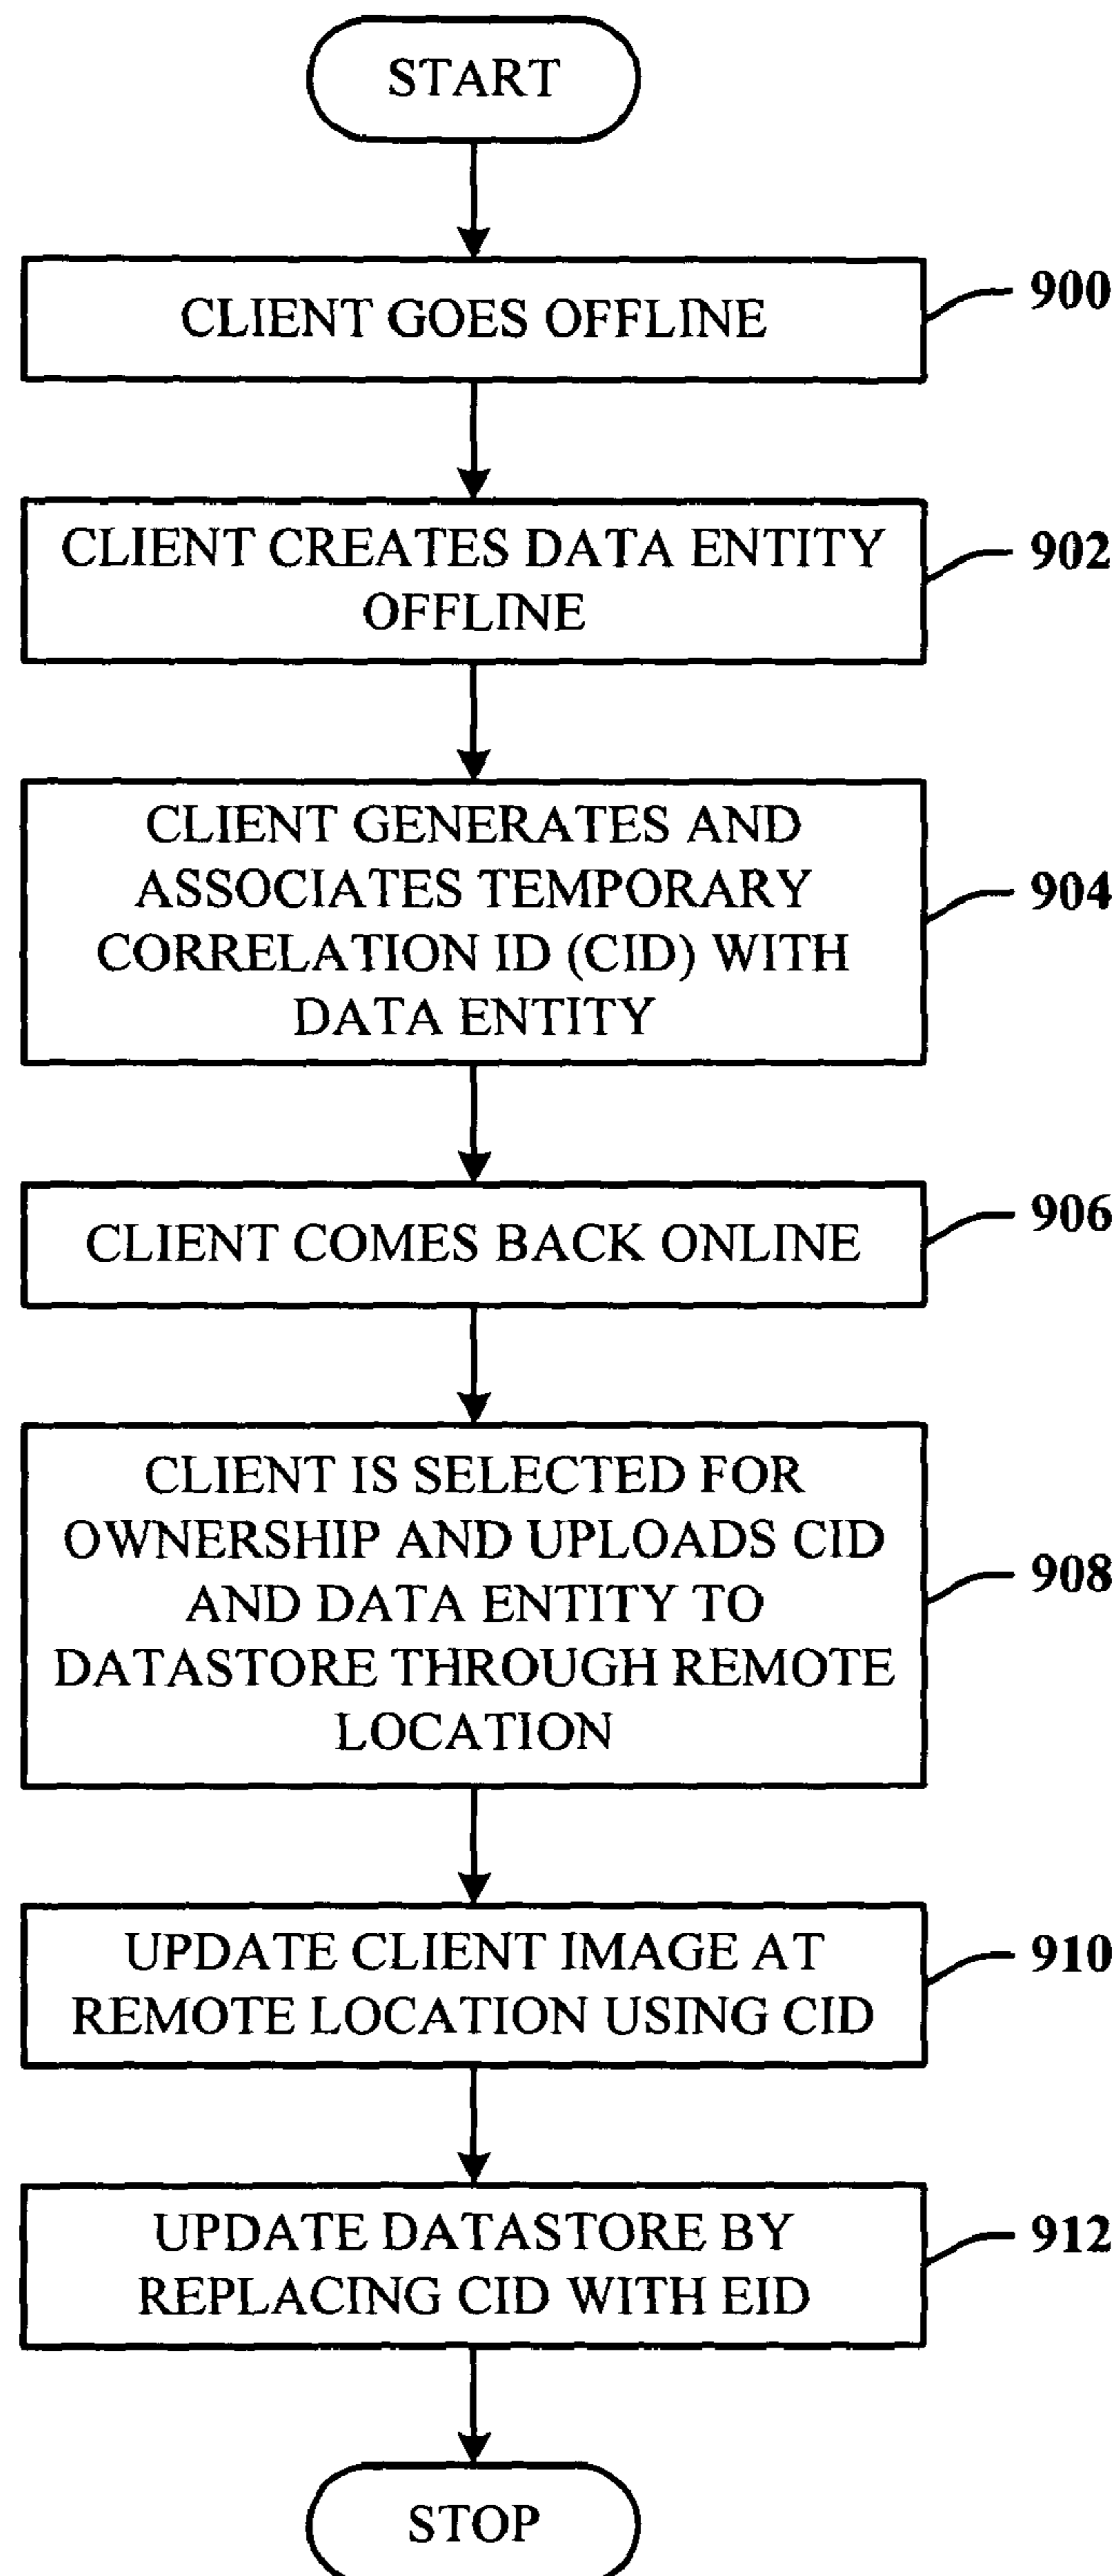 START
CLIENT GOES OFFLINE
900
CLIENT CREATES DATA ENTITY
OFFLINE
902
CLIENT GENERATES AND
ASSOCIATES TEMPORARY
CORRELATION ID (CID) WITH
DATA ENTITY
904
CLIENT COMES BACK ONLINE
906
CLIENT IS SELECTED FOR
OWNERSHIP AND UPLOADS CID
AND DATA ENTITY TO
DATASTORE THROUGH REMOTE
LOCATION
908
UPDATE CLIENT IMAGE AT
REMOTE LOCATION USING CID
910
UPDATE DATASTORE BY
REPLACING CID WITH EID
912
STOP